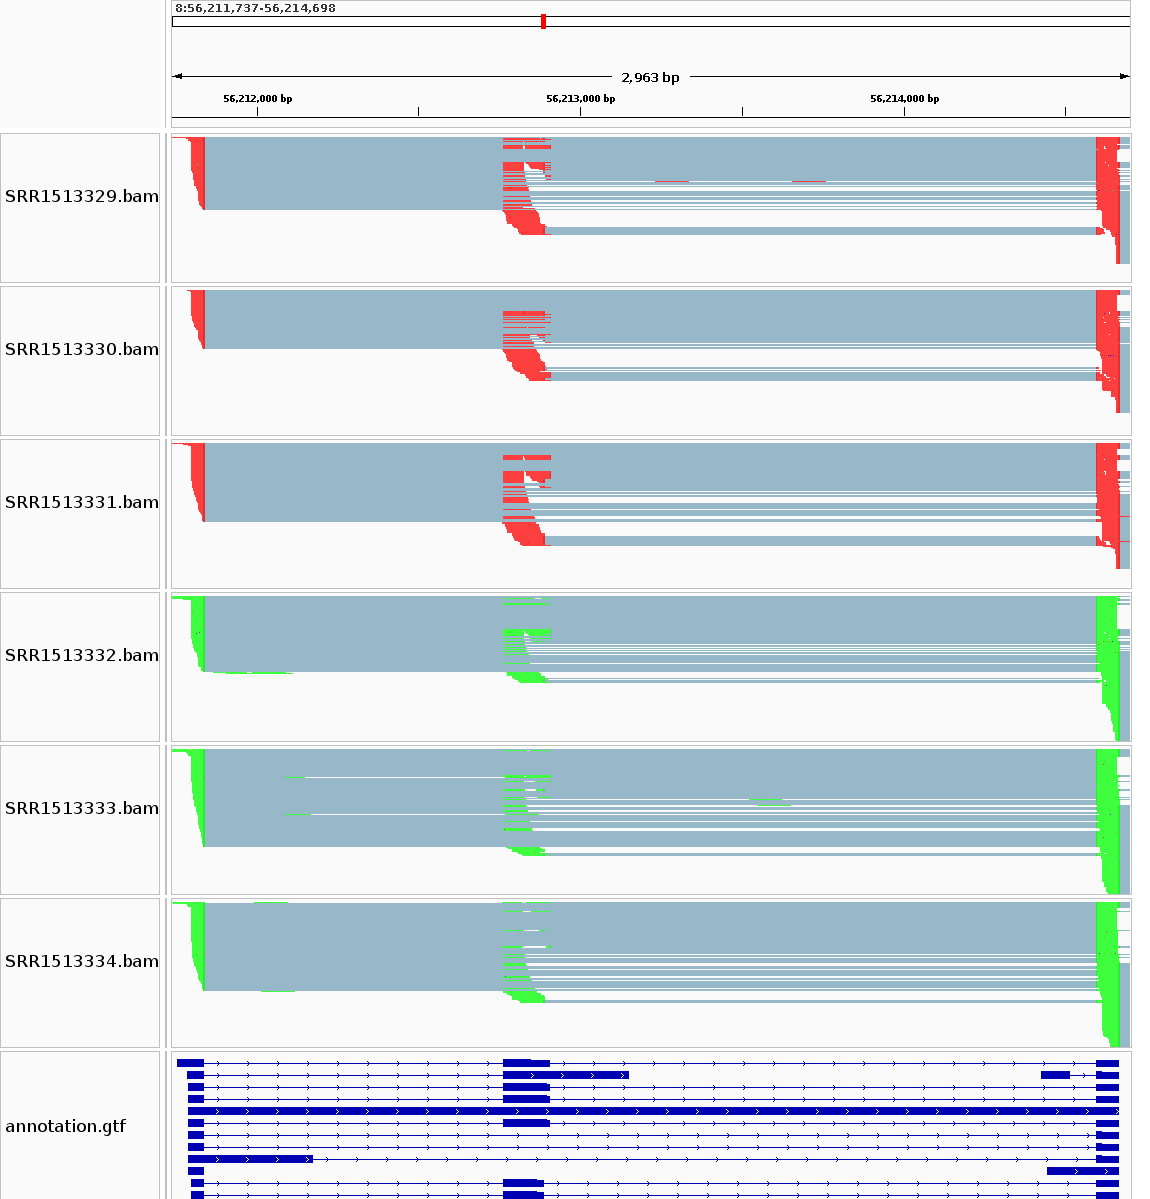 8:56,211,737-56,214,698
2,963 bp
56,212,000 bp 56,213,000 bp 56,214,000 bp
SRR1513329.bam
SRR1513330.bam
SRR1513331.bam
SRR1513332.bam
SRR1513333.bam
SRR1513334.bam
annotation.gtf